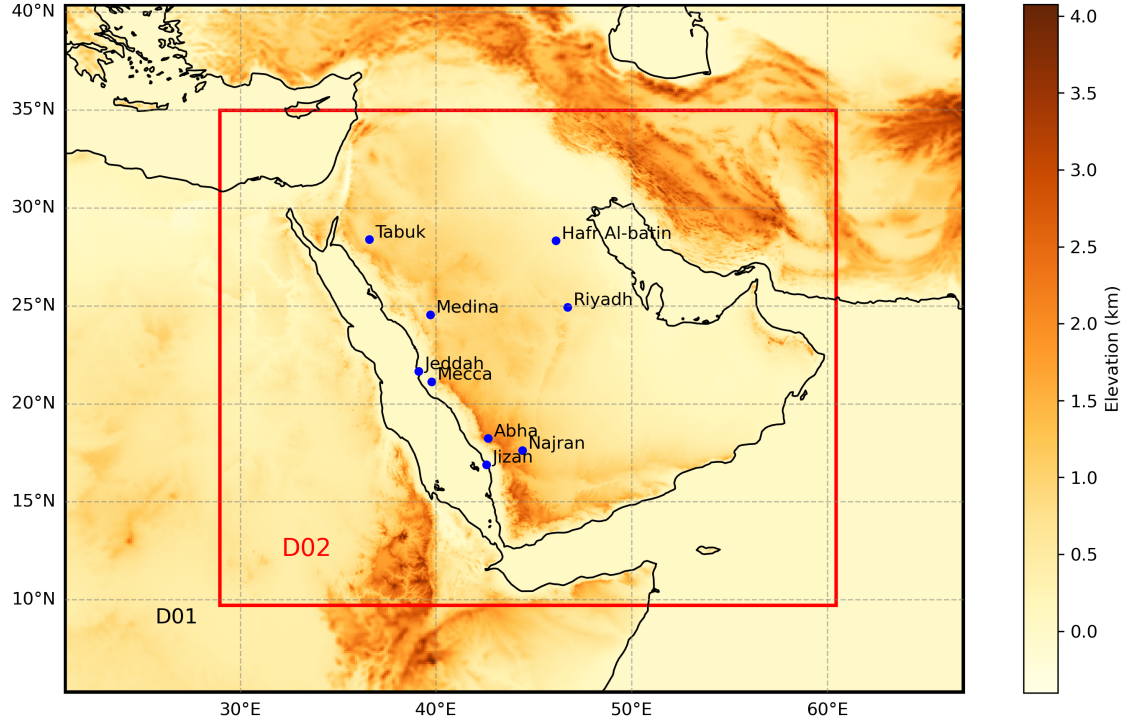 40°N
35°N
30°N
25°N
20°N
15°N
10°N
30°E
40°E
50°E
60°E
Tabuk
Hafr Al-batin
Medina
Riyadh
Jeddah
Mecca
Abha
Najran
Jizan
D02
D01
4.0
3.5
3.0
2.5
2.0
1.5
1.0
0.5
0.0
Elevation (km)